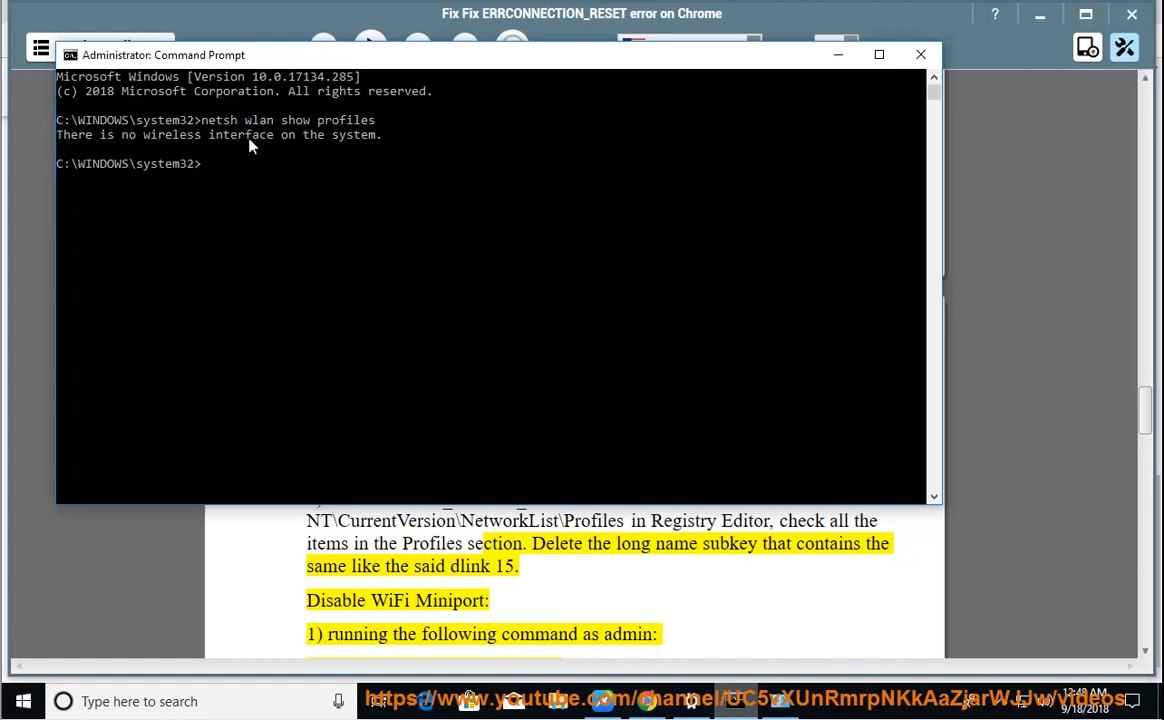 Fix Fix ERRCONNECTION_RESET error on Chrome
Administrator: Command Prompt
Microsoft Windows [Version 10.0.17134.285]
(c) 2018 Microsoft Corporation. All rights reserved.
C:\WINDOWS\system32>netsh wlan show profiles
There is no wireless interface on the system.
C:\WINDOWS\system32>
NT\CurrentVersion\NetworkList\Profiles in Registry Editor, check all the
items in the Profiles section. Delete the long name subkey that contains the
same like the said dlink 15.
Disable WiFi Miniport:
1) running the following command as admin:
Type here to search
12:48 AM
9/18/2018